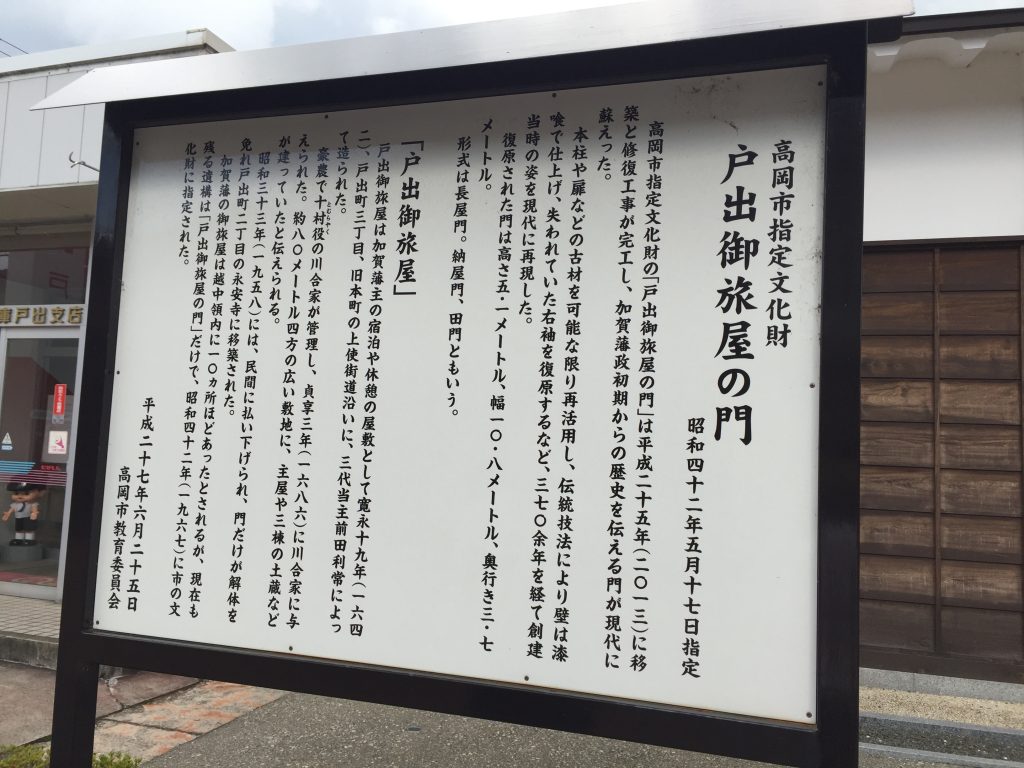 高岡市指定文化財
戸出御旅屋の門
昭和四十二年五月十七日指定
高岡市指定文化財の「戸出御旅屋の門」は平成二十五年(二〇一三)に移
築と修復工事が完工し、加賀藩政初期からの歴史を伝える門が現代に
蘇えった。
本柱や扉などの古材を可能な限り再活用し、伝統技法により壁は漆
喰で仕上げ、失われていた右袖を復原するなど、三七〇余年を経て創建
当時の姿を現代に再現した。
復原された門は高さ五・一メートル、幅一〇・八メートル、奥行き三・七
メートル。
形式は長屋門。納屋門、田門ともいう。
「戸出御旅屋」
戸出御旅屋は加賀藩主の宿泊や休憩の屋敷として寛永十九年(一六四
二)、戸出町三丁目、旧本町の上使街道沿いに、三代当主前田利常によっ
て造られた。
豪農で十村役の川合家が管理し、貞享三年(一六八六)に川合家に与
とむらやく
えられた。約八〇メートル四方の広い敷地に、主屋や三棟の土蔵など
が建っていたと伝えられる。
昭和三十三年(一九五八)には、民間に払い下げられ、門だけが解体を
免れ戸出町二丁目の永安寺に移築された。
加賀藩の御旅屋は越中領内に一〇ヵ所ほどあったとされるが、現在も
残る遺構は「戸出御旅屋の門」だけで、昭和四十二年(一九六七)に市の文
化財に指定された。
平成二十七年六月二十五日
高岡市教育委員会
庫戸出支店